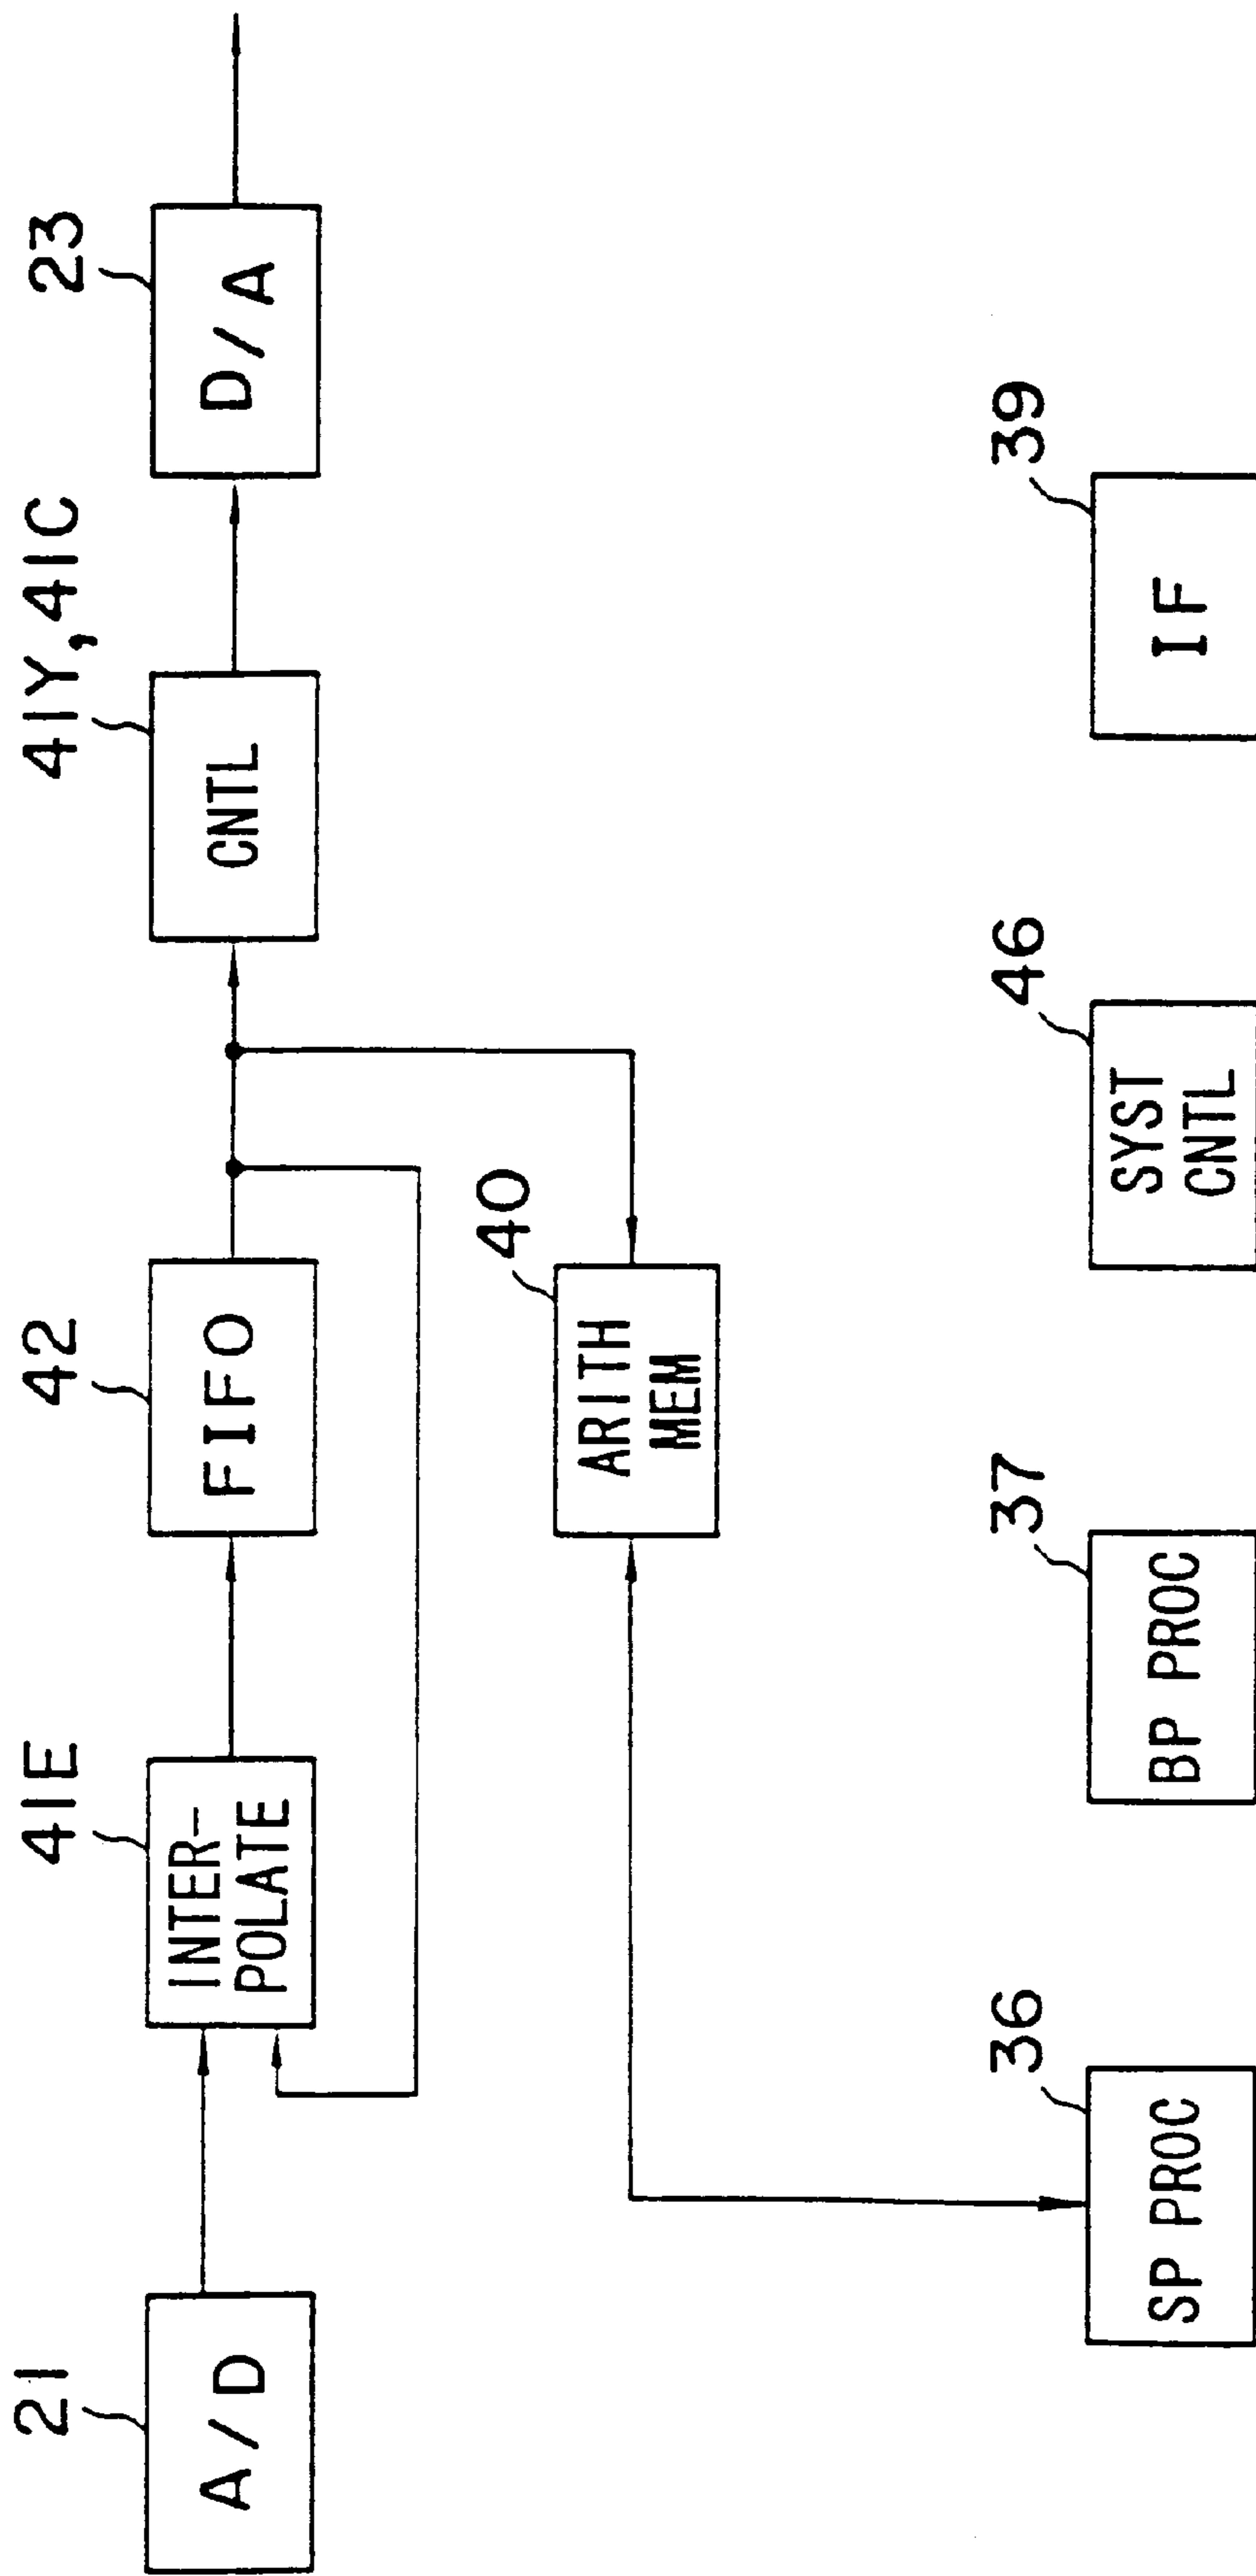 21
A/D
41E
INTER-
POLATE
42
FIFO
41Y, 41C
CNTL
23
D/A
40
ARITH
MEM
36
SP PROC
37
BP PROC
46
SYST
CNTL
39
IF